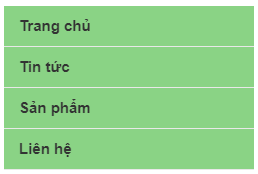 Trang chủ
Tin tức
Sản phẩm
Liên hệ